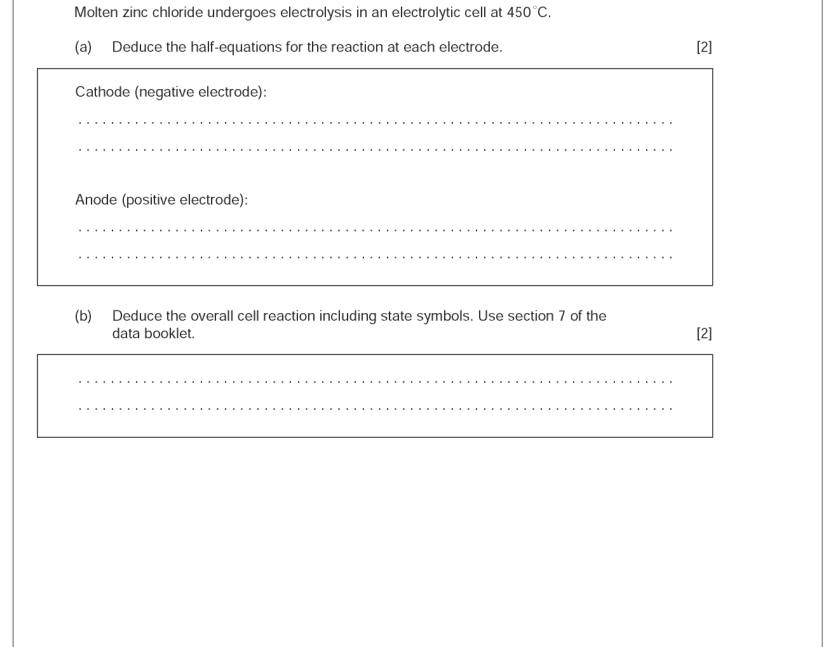 Molten zinc chloride undergoes electrolysis in an electrolytic cell at 450 °C.
(a) Deduce the half-equations for the reaction at each electrode. [2]
Cathode (negative electrode):
Anode (positive electrode):
(b) Deduce the overall cell reaction including state symbols. Use section 7 of the
data booklet. [2]